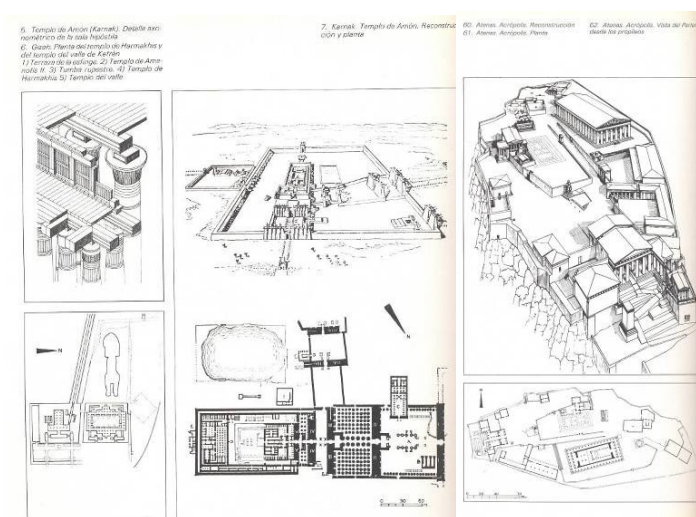 5. Templo de Amón (Karnak). Detalle axo-
nométrico de la sala hipóstila.
6. Gizeh. Planta del templo de Harmakhis y
del templo del valle de Kefrén
1) Terraza de la esfinge. 2) Templo de Ame-
nofis II. 3) Tumba rupestre. 4) Templo de
Harmakhis 5) Templo del valle
7. Karnak. Templo de Amón. Reconstruc-
ción y planta
60. Atenas. Acrópolis. Reconstrucción
61. Atenas. Acrópolis. Planta
62. Atenas. Acrópolis. Vista del Parte
desde los propileos
N
N